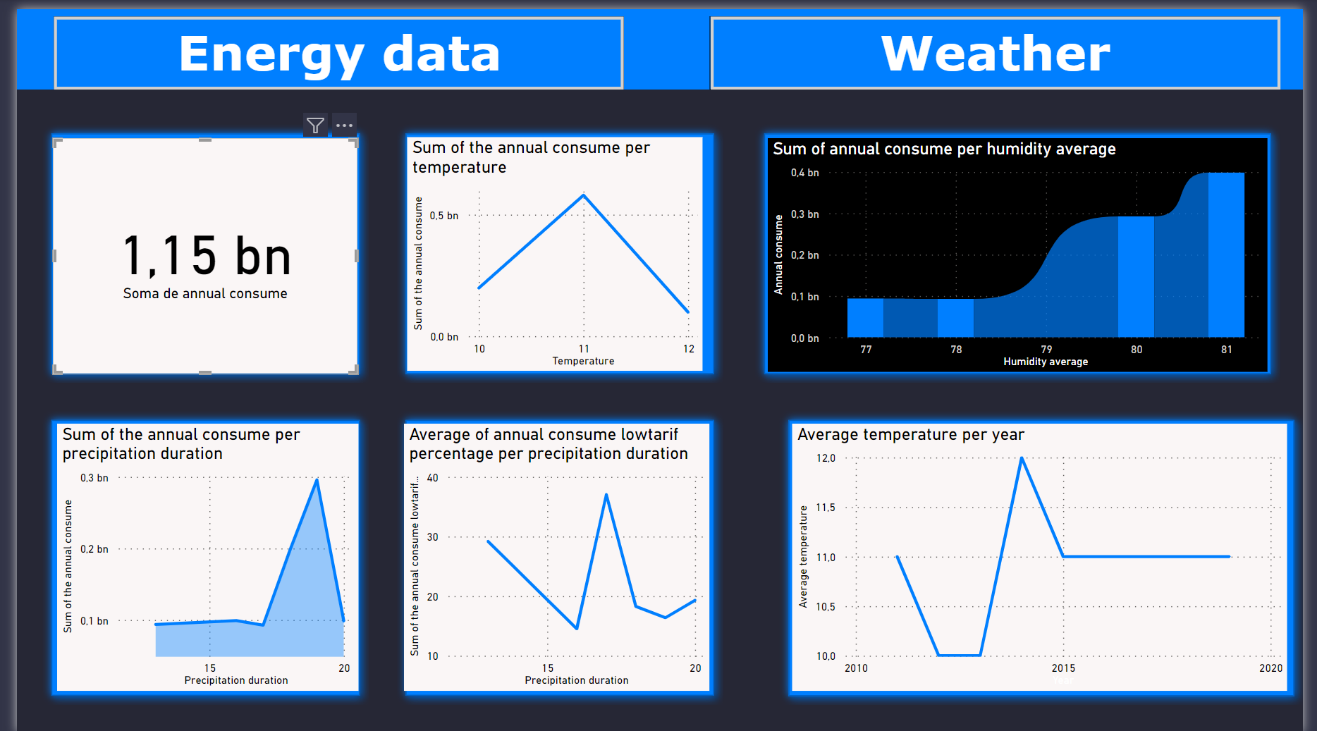 Energy data
Weather
1,15 bn
Soma de annual consume
Sum of the annual consume per
temperature
Sum of the annual consume
0,5 bn
0,0 bn
10
11
12
Temperature
Sum of annual consume per humidity average
Annual consume
0,4 bn
0,3 bn
0,2 bn
0,1 bn
0,0 bn
77
78
79
80
81
Humidity average
Sum of the annual consume per
precipitation duration
Sum of the annual consume
0,3 bn
0,2 bn
0,1 bn
15
20
Precipitation duration
Average of annual consume lowtarif
percentage per precipitation duration
Sum of the annual consume lowtarif...
40
30
20
10
15
20
Precipitation duration
Average temperature per year
Average temperature
12,0
11,5
11,0
10,5
10,0
2010
2015
2020